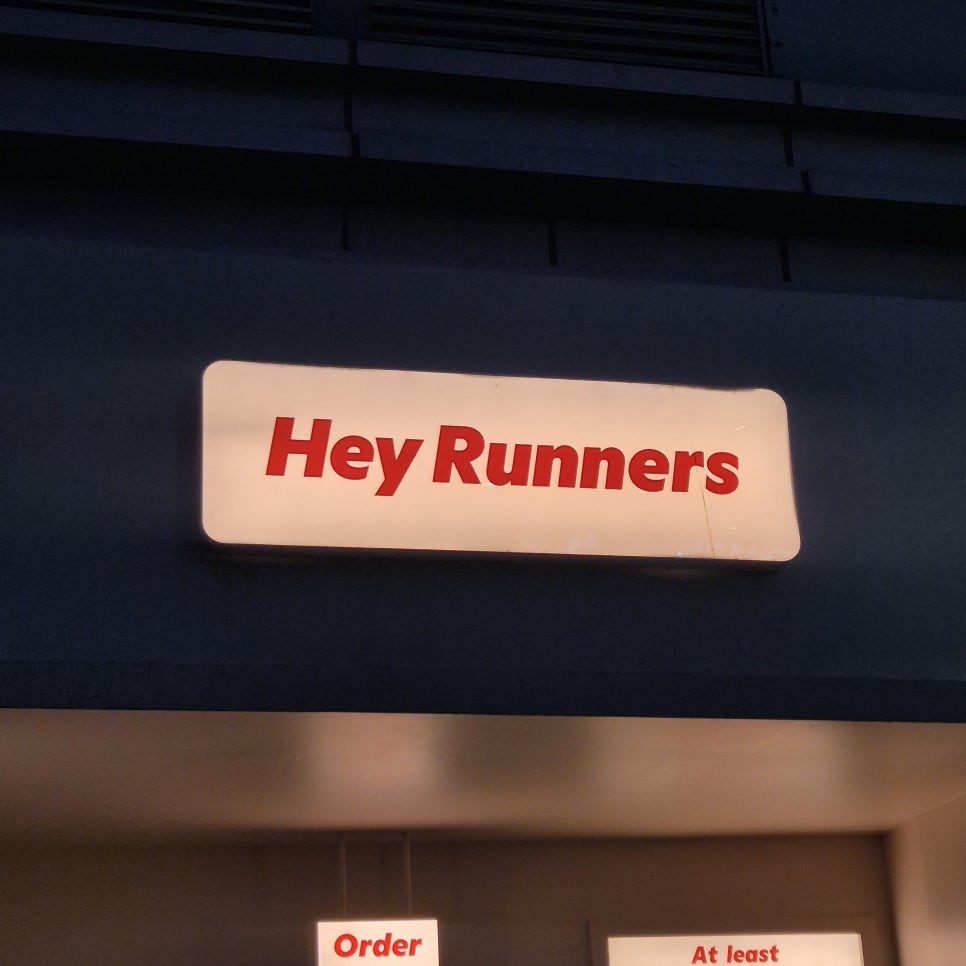 Hey Runners
Order
At least